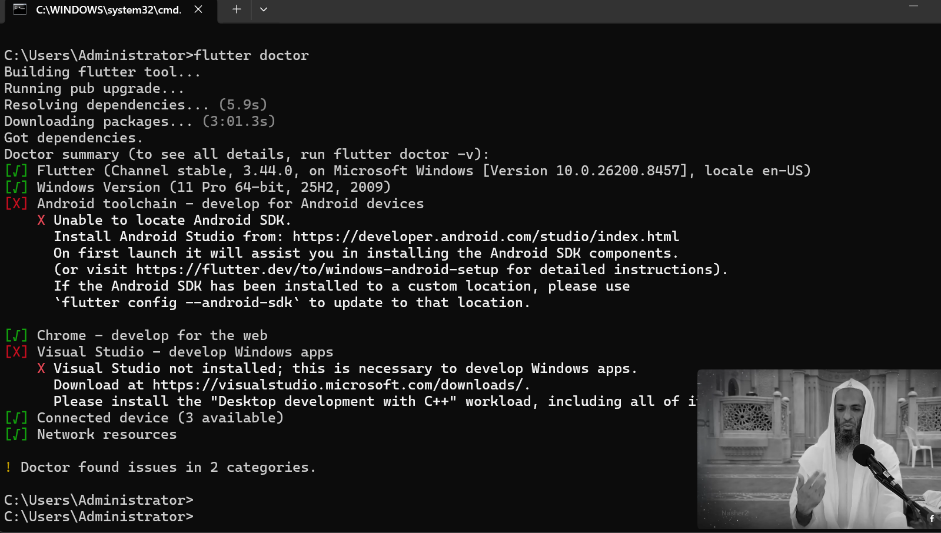 C:\WINDOWS\system32\cmd.
C:\Users\Administrator>flutter doctor
Building flutter tool...
Running pub upgrade...
Resolving dependencies... (5.9s)
Downloading packages... (3:01.3s)
Got dependencies.
Doctor summary (to see all details, run flutter doctor -v):
[√] Flutter (Channel stable, 3.44.0, on Microsoft Windows [Version 10.0.26200.8457], locale en-US)
[√] Windows Version (11 Pro 64-bit, 25H2, 2009)
[X] Android toolchain - develop for Android devices
X Unable to locate Android SDK.
Install Android Studio from: https://developer.android.com/studio/index.html
On first launch it will assist you in installing the Android SDK components.
(or visit https://flutter.dev/to/windows-android-setup for detailed instructions).
If the Android SDK has been installed to a custom location, please use
`flutter config --android-sdk` to update to that location.
[√] Chrome - develop for the web
[X] Visual Studio - develop Windows apps
X Visual Studio not installed; this is necessary to develop Windows apps.
Download at https://visualstudio.microsoft.com/downloads/.
Please install the "Desktop development with C++" workload, including all of
[√] Connected device (3 available)
[√] Network resources
! Doctor found issues in 2 categories.
C:\Users\Administrator>
C:\Users\Administrator>